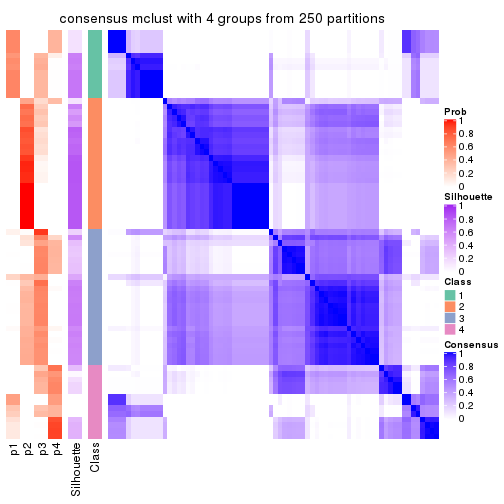 consensus mclust with 4 groups from 250 partitions
Prob
1
0.8
0.6
0.4
0.2
0
Silhouette
1
0.8
0.6
0.4
0.2
0
Class
1
2
3
4
Consensus
1
0.8
0.6
0.4
0.2
0
p1
p2
p3
p4
Silhouette
Class